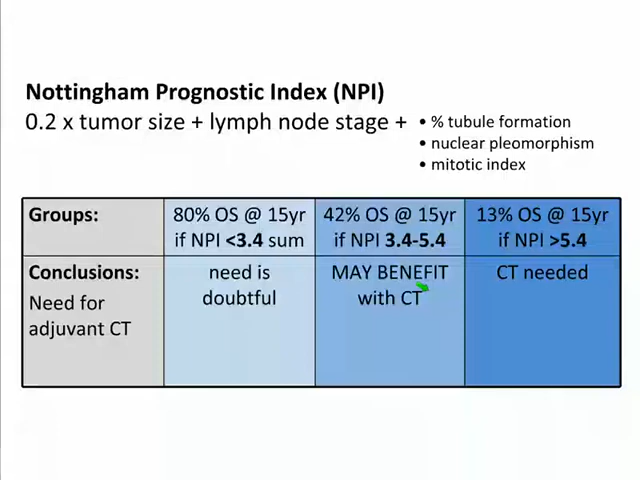 Nottingham Prognostic Index (NPI)
0.2 x tumor size + lymph node stage +
• % tubule formation
• nuclear pleomorphism
• mitotic index
Groups:
80% OS @ 15yr
if NPI <3.4 sum
42% OS @ 15yr
if NPI 3.4-5.4
13% OS @ 15yr
if NPI >5.4
Conclusions:
Need for
adjuvant CT
need is
doubtful
MAY BENEFIT
with CT
CT needed